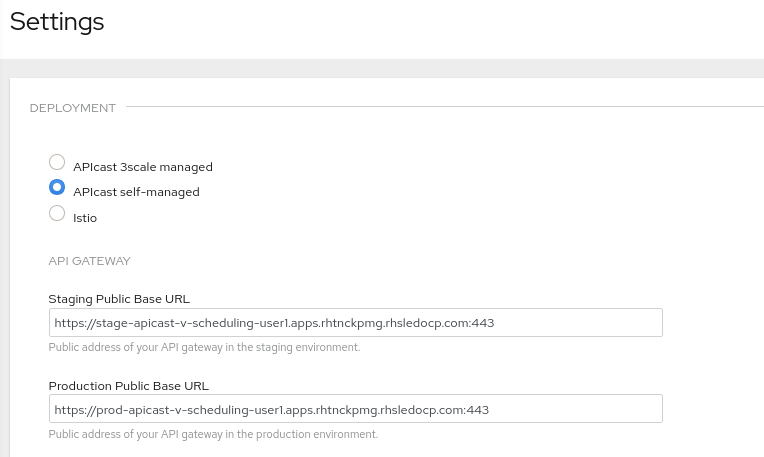 Settings
DEPLOYMENT
APIcast 3scale managed
APIcast self-managed
Istio
API GATEWAY
Staging Public Base URL
https://stage-apicast-v-scheduling-user1.apps.rhtnckpmg.rhsledocp.com:443
Public address of your API gateway in the staging environment.
Production Public Base URL
https://prod-apicast-v-scheduling-user1.apps.rhtnckpmg.rhsledocp.com:443
Public address of your API gateway in the production environment.